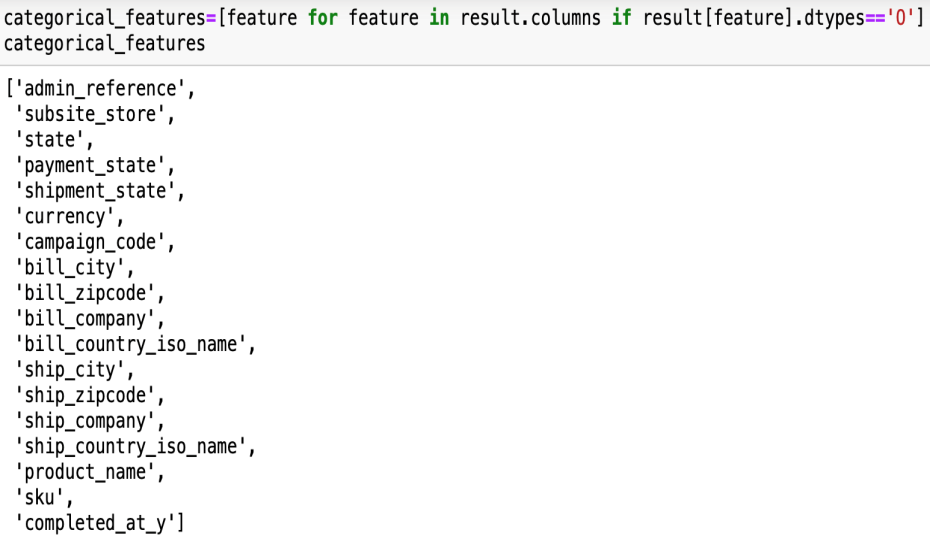 categorical_features=[feature for feature in result.columns if result[feature].dtypes=='O']
categorical_features
['admin_reference',
 'subsite_store',
 'state',
 'payment_state',
 'shipment_state',
 'currency',
 'campaign_code',
 'bill_city',
 'bill_zipcode',
 'bill_company',
 'bill_country_iso_name',
 'ship_city',
 'ship_zipcode',
 'ship_company',
 'ship_country_iso_name',
 'product_name',
 'sku',
 'completed_at_y']